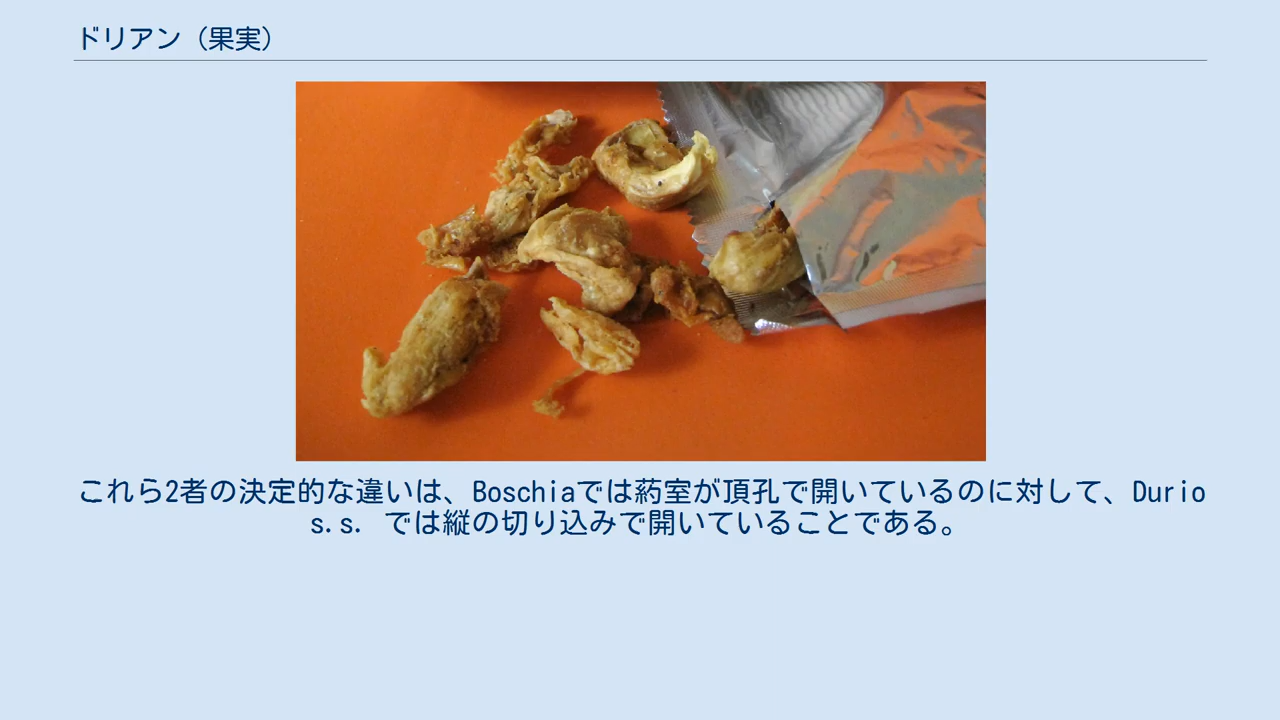 ドリアン（果実）
これら2者の決定的な違いは、Boschiaでは葯室が頂孔で開いているのに対して、Durio
s.s. では縦の切り込みで開いていることである。